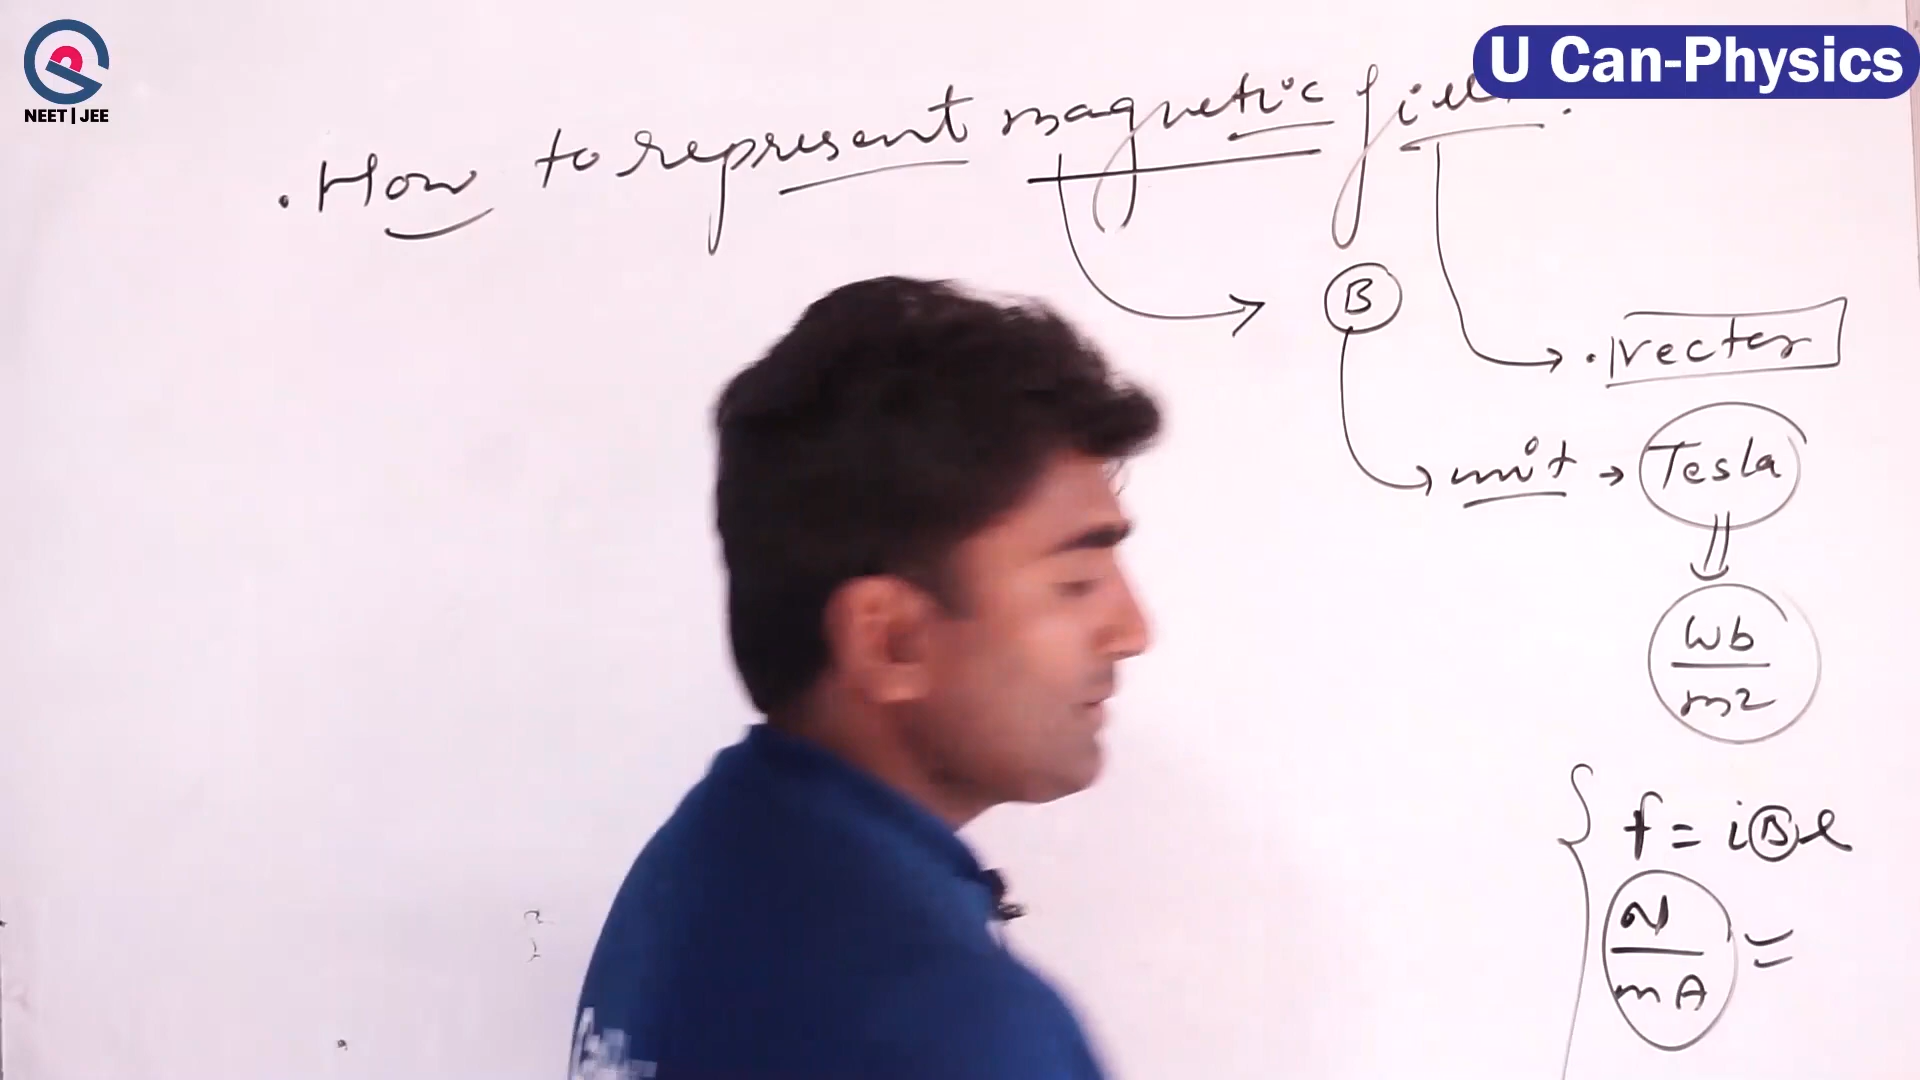 NEET | JEE
U Can-Physics
. How to represent magnetic field .
B
. vector
unit → Tesla
Wb
m2
f = iBl
N
mA
=